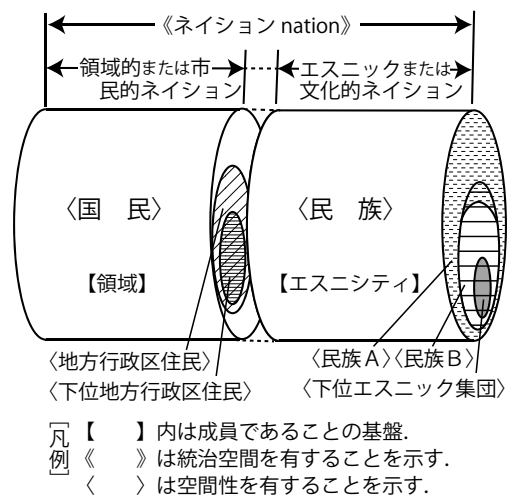 《ネイション nation》
領域的または市
民的ネイション
エスニックまたは
文化的ネイション
〈国 民〉
〈民 族〉
【領域】
【エスニシティ】
〈地方行政区住民〉
〈民族A〉〈民族B〉
〈下位地方行政区住民〉
〈下位エスニック集団〉
[凡例]
【　　】内は成員であることの基盤.
《　　》は統治空間を有することを示す.
〈　　〉は空間性を有することを示す.